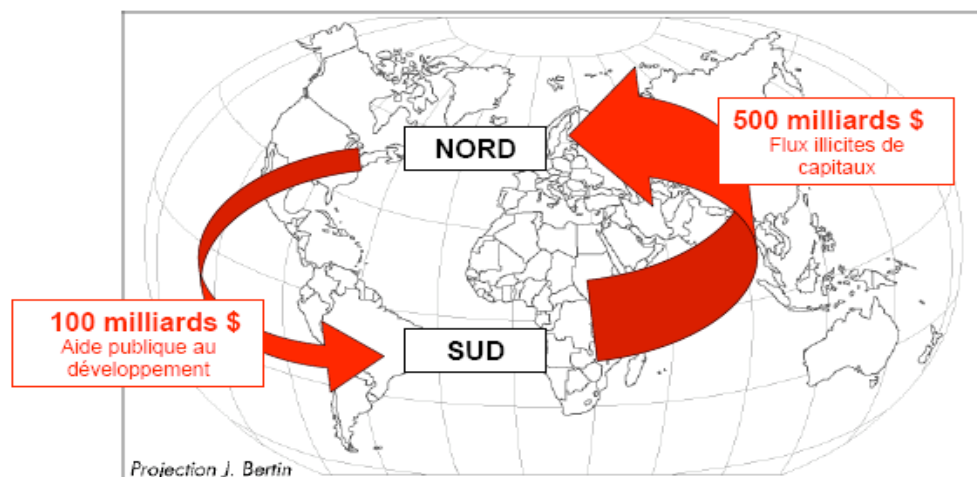 NORD
500 milliards $
Flux illicites de
capitaux
100 milliards $
Aide publique au
développement
SUD
Projection J. Bertin